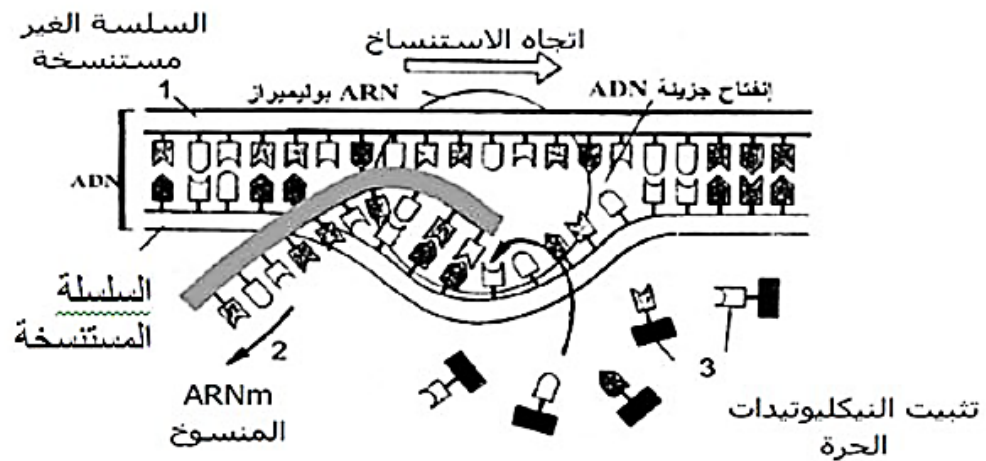 السلسة الغير
مستنسخة
اتجاه الاستنساخ
ARN بوليميراز
إنفتاح جزيئة ADN
1
ADN
السلسلة
المستنسخة
2
ARNm
المنسوخ
3
تثبيت النيكليوتيدات
الحرة